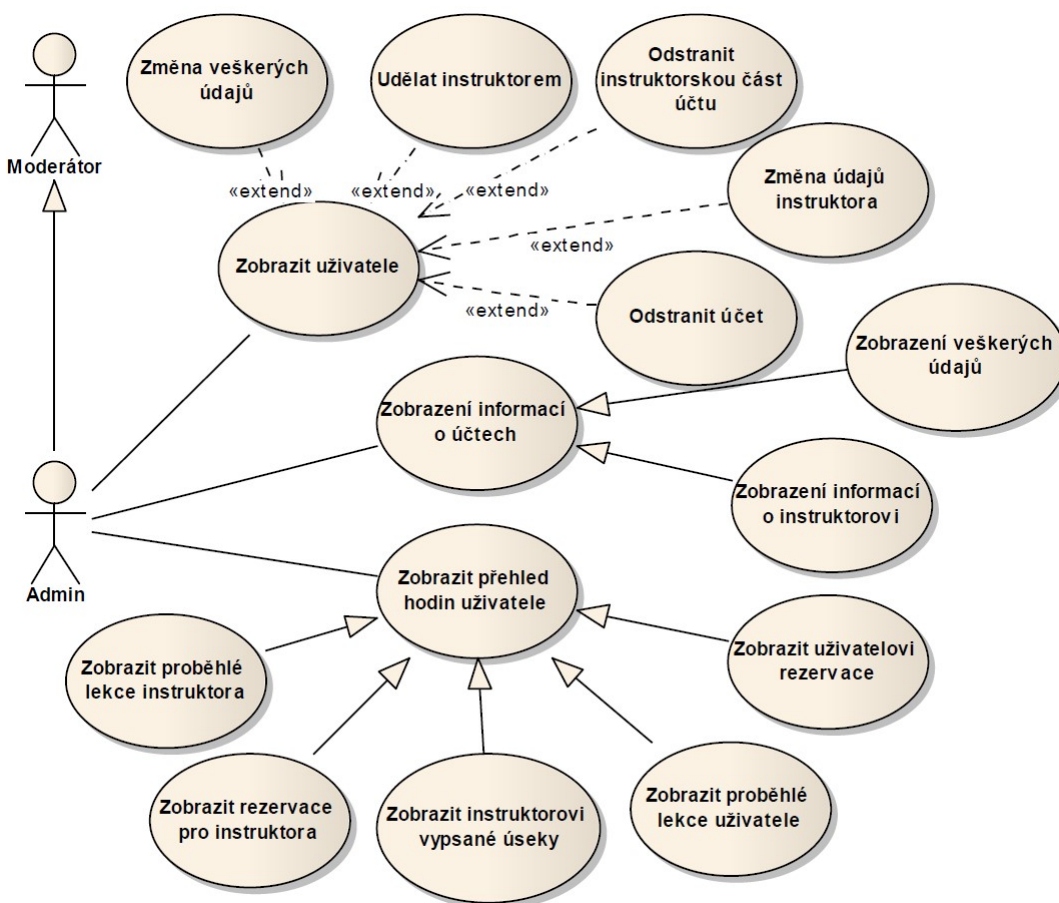 Změna veškerých
údajů
Udělat instruktorem
Odstranit
instruktorskou část
účtu
Moderátor
Změna údajů
instruktora
«extend»
«extend»
«extend»
«extend»
Zobrazit uživatele
«extend»
Odstranit účet
Zobrazení veškerých
údajů
Zobrazení informací
o účtech
Zobrazení informací
o instruktorovi
Admin
Zobrazit přehled
hodin uživatele
Zobrazit uživatelovi
rezervace
Zobrazit proběhlé
lekce instruktora
Zobrazit rezervace
pro instruktora
Zobrazit instruktorovi
vypsané úseky
Zobrazit proběhlé
lekce uživatele